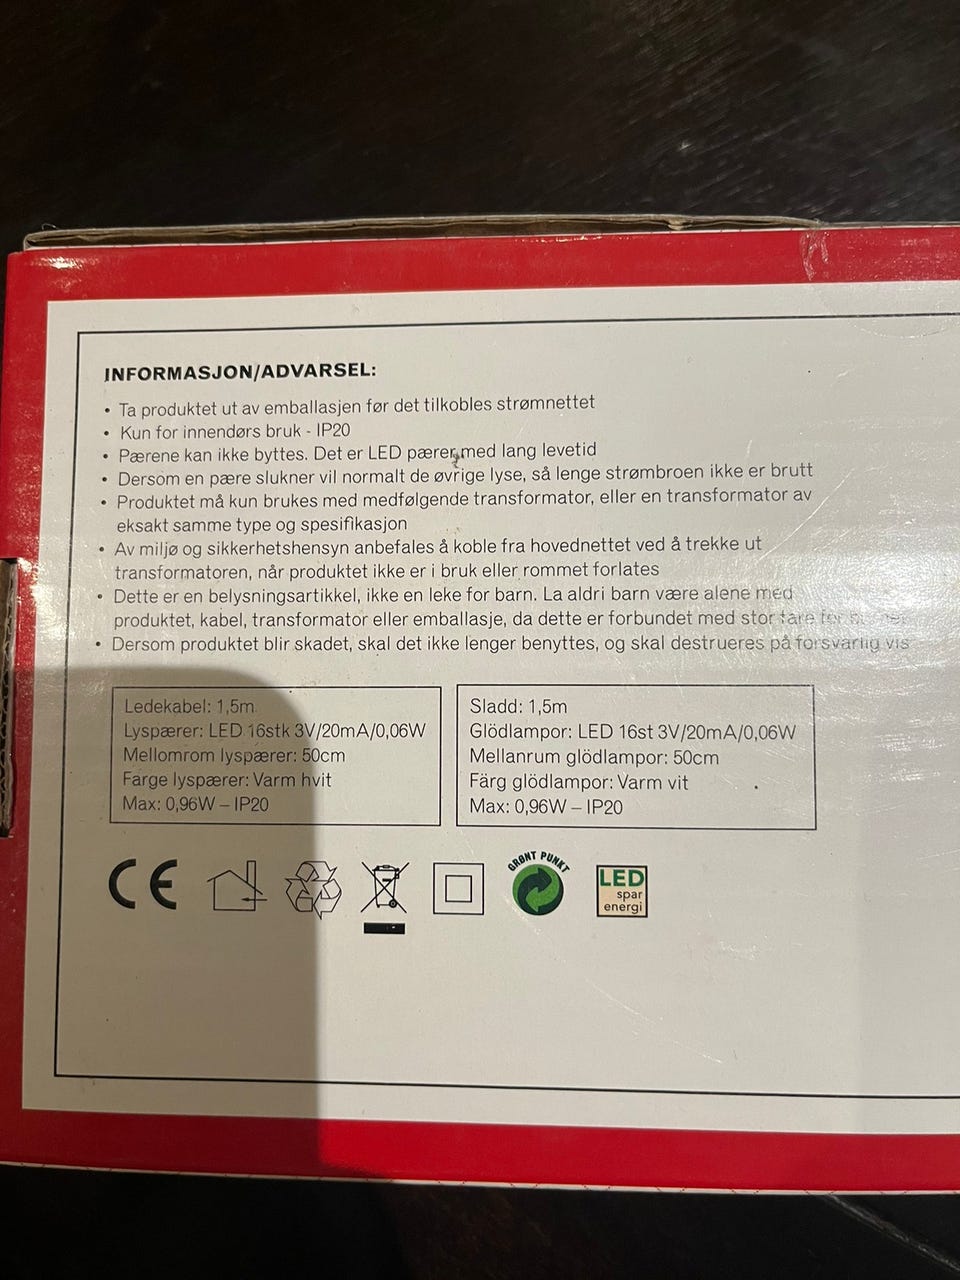 INFORMASJON/ADVARSEL:
• Ta produktet ut av emballasjen før det tilkobles strømnettet
• Kun for innendørs bruk - IP20
• Pærene kan ikke byttes. Det er LED pærer med lang levetid
• Dersom en pære slukner vil normalt de øvrige lyse, så lenge strømbroen ikke er brutt
• Produktet må kun brukes med medfølgende transformator, eller en transformator av
eksakt samme type og spesifikasjon
• Av miljø og sikkerhetshensyn anbefales å koble fra hovednettet ved å trekke ut
transformatoren, når produktet ikke er i bruk eller rommet forlates
• Dette er en belysningsartikkel, ikke en leke for barn. La aldri barn være alene med
produktet, kabel, transformator eller emballasje, da dette er forbundet med stor fare for
• Dersom produktet blir skadet, skal det ikke lenger benyttes, og skal destrueres på forsvarlig vis
Ledekabel: 1,5m
Lyspærer: LED 16stk 3V/20mA/0,06W
Mellomrom lyspærer: 50cm
Farge lyspærer: Varm hvit
Max: 0,96W – IP20
Sladd: 1,5m
Glödlampor: LED 16st 3V/20mA/0,06W
Mellanrum glödlampor: 50cm
Färg glödlampor: Varm vit
Max: 0,96W – IP20
CE
GRØNT PUNKT
LED
spar
energi